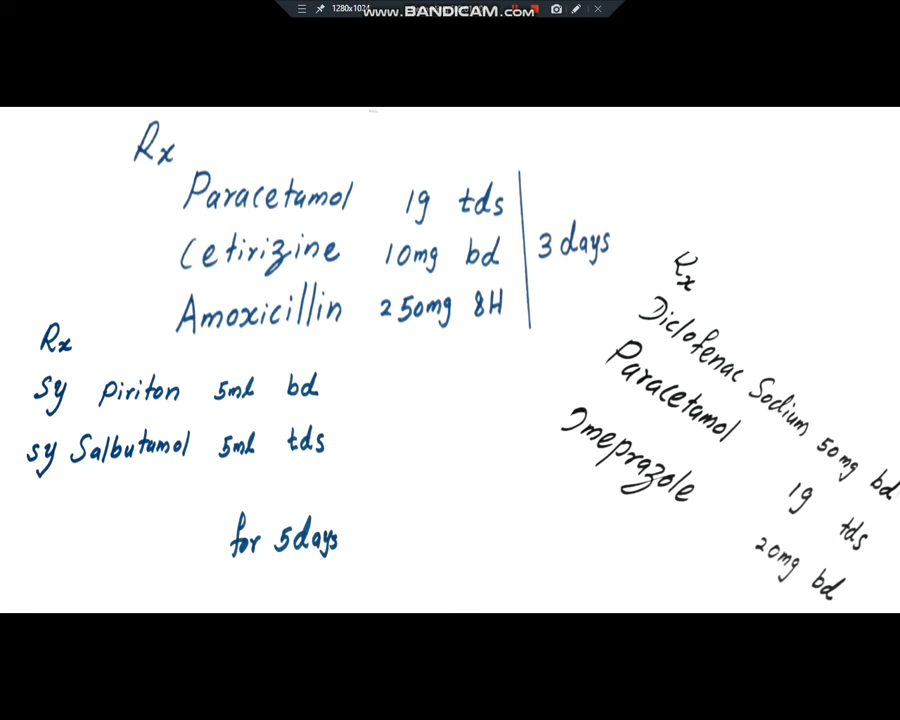 1280x1024
www.BANDICAM.com
Rx
Paracetamol 1g tds
Cetirizine 10mg bd
Amoxicillin 250mg 8H
3 days
Rx
Sy Piriton 5ml bd
Sy Salbutamol 5ml tds
for 5days
Rx
Diclofenac Sodium 50mg bd
Paracetamol 1g tds
Omeprazole 20mg bd